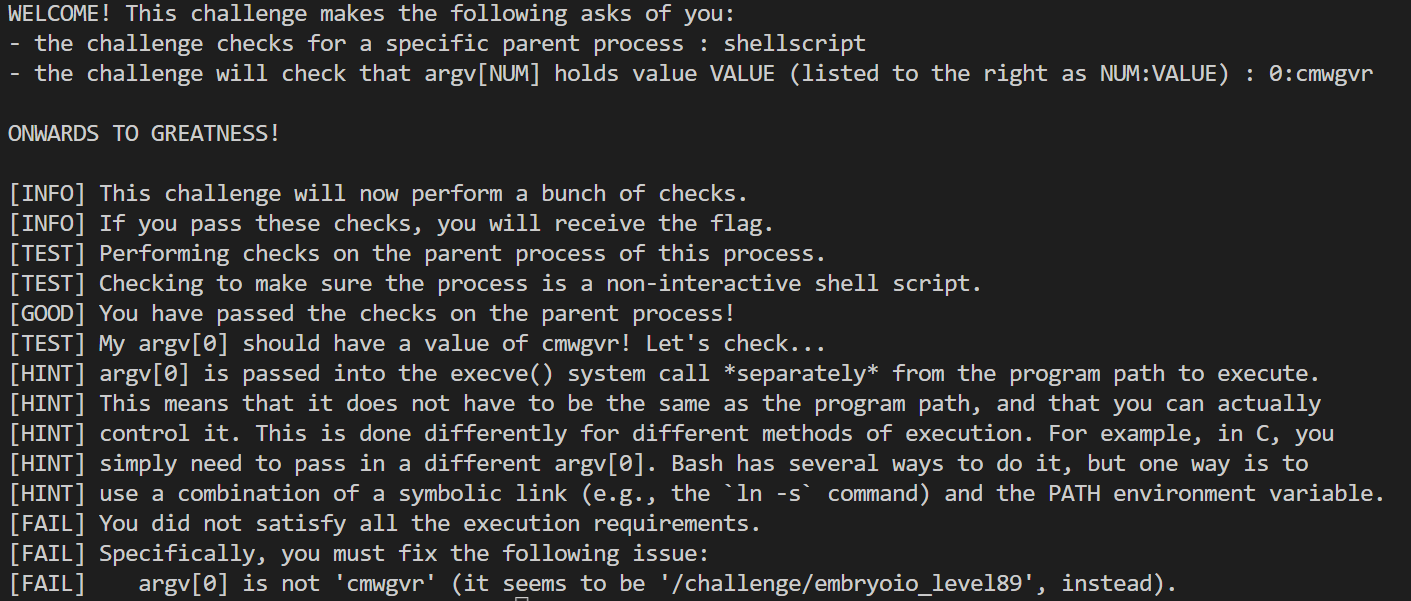 WELCOME! This challenge makes the following asks of you:
- the challenge checks for a specific parent process : shellscript
- the challenge will check that argv[NUM] holds value VALUE (listed to the right as NUM:VALUE) : 0:cmwgvr
ONWARDS TO GREATNESS!
[INFO] This challenge will now perform a bunch of checks.
[INFO] If you pass these checks, you will receive the flag.
[TEST] Performing checks on the parent process of this process.
[TEST] Checking to make sure the process is a non-interactive shell script.
[GOOD] You have passed the checks on the parent process!
[TEST] My argv[0] should have a value of cmwgvr! Let's check...
[HINT] argv[0] is passed into the execve() system call *separately* from the program path to execute.
[HINT] This means that it does not have to be the same as the program path, and that you can actually
[HINT] control it. This is done differently for different methods of execution. For example, in C, you
[HINT] simply need to pass in a different argv[0]. Bash has several ways to do it, but one way is to
[HINT] use a combination of a symbolic link (e.g., the `ln -s` command) and the PATH environment variable.
[FAIL] You did not satisfy all the execution requirements.
[FAIL] Specifically, you must fix the following issue:
[FAIL]    argv[0] is not 'cmwgvr' (it seems to be '/challenge/embryoio_level89', instead).